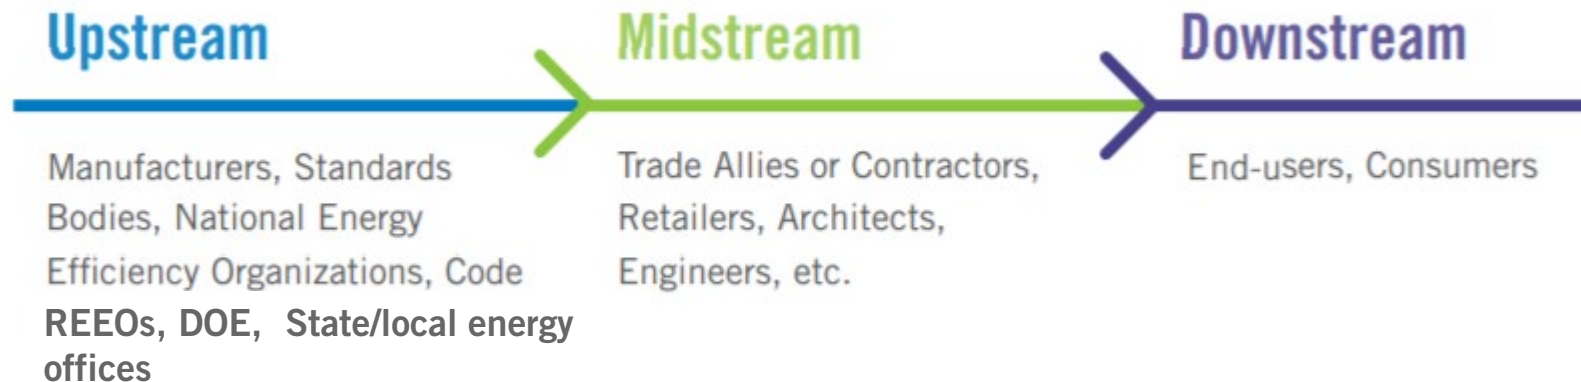 Upstream
Manufacturers, Standards
Bodies, National Energy
Efficiency Organizations, Code
REEOs, DOE,  State/local energy
offices
Midstream
Trade Allies or Contractors,
Retailers, Architects,
Engineers, etc.
Downstream
End-users, Consumers